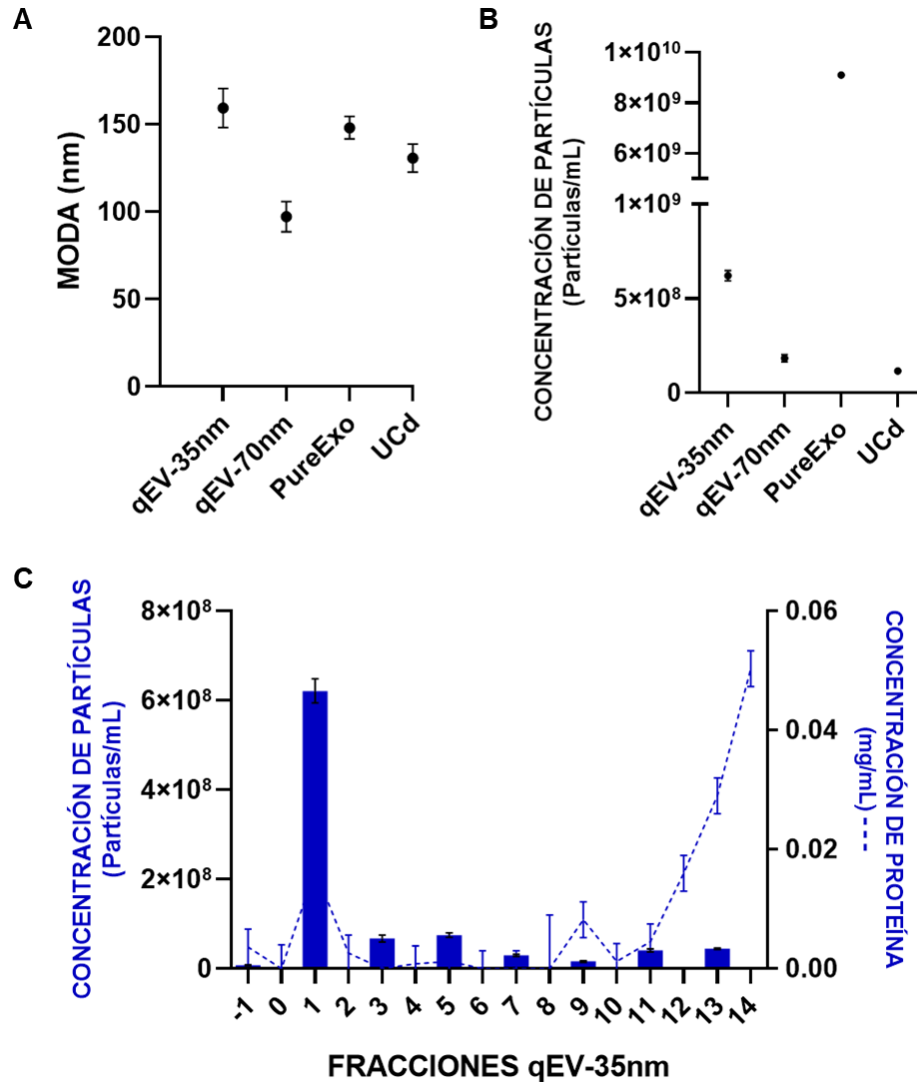 A
MODA (nm)
200
150
100
50
0
qEV-35nm
qEV-70nm
PureExo
UCd
B
CONCENTRACIÓN DE PARTÍCULAS
(Partículas/mL)
1×10¹⁰
8×10⁹
6×10⁹
1×10⁹
5×10⁸
0
qEV-35nm
qEV-70nm
PureExo
UCd
C
CONCENTRACIÓN DE PARTÍCULAS
(Partículas/mL)
8×10⁸
6×10⁸
4×10⁸
2×10⁸
0
0.06
0.04
0.02
0.00
CONCENTRACIÓN DE PROTEÍNA
(mg/mL) ---
-1 0 1 2 3 4 5 6 7 8 9 10 11 12 13 14
FRACCIONES qEV-35nm